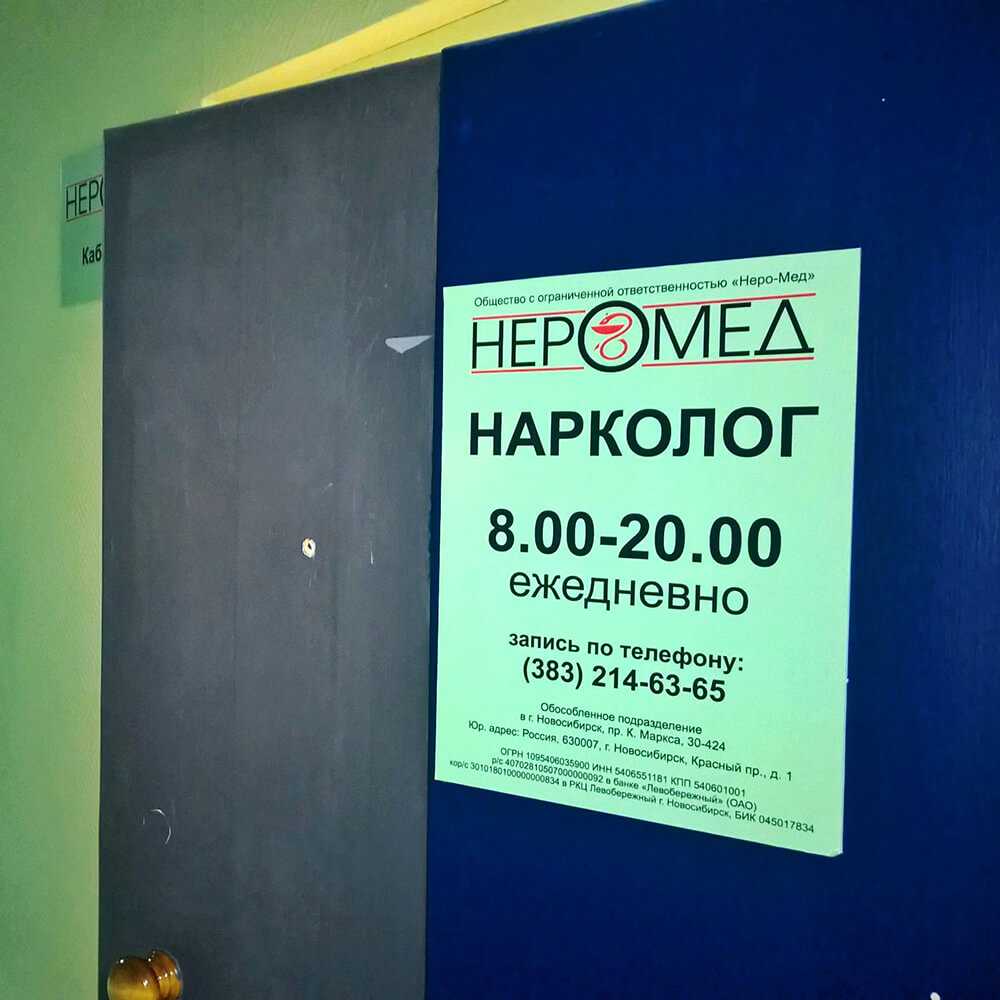 НЕР
Каб
Общество с ограниченной ответственностью «Неро-Мед»
НЕРОМЕД
НАРКОЛОГ
8.00-20.00
ежедневно
запись по телефону:
(383) 214-63-65
Обособленное подразделение
в г. Новосибирск, пр. К. Маркса, 30-424
Юр. адрес: Россия, 630007, г. Новосибирск, Красный пр., д. 1
ОГРН 1095406035900 ИНН 5406551181 КПП 540601001
р/с 40702810507000000092 в банке «Левобережный» (ОАО)
кор/с 30101801000000000834 в РКЦ Левобережный г. Новосибирск, БИК 045017834